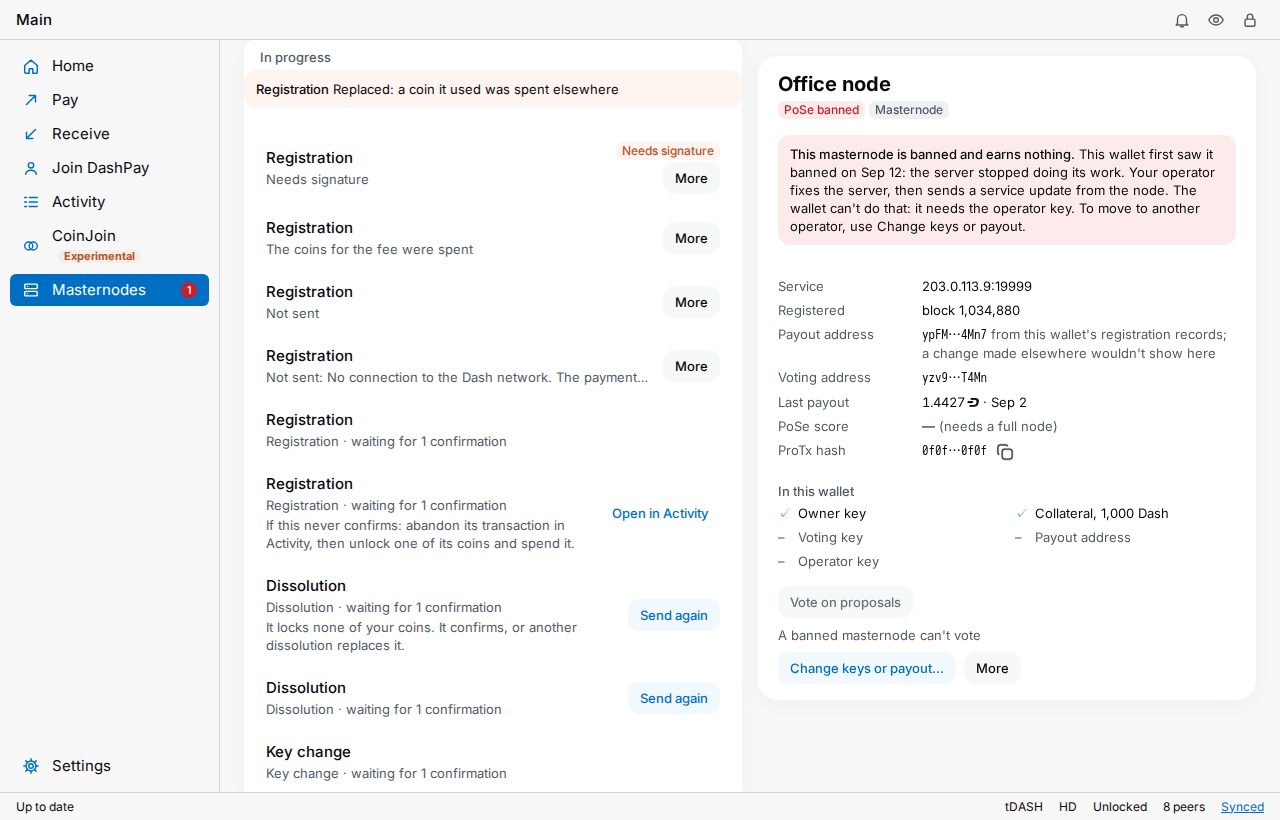 Main
Home
Pay
Receive
Join DashPay
Activity
CoinJoin
Experimental
Masternodes
1
Settings
In progress
Registration Replaced: a coin it used was spent elsewhere
Registration
Needs signature
Needs signature
More
Registration
The coins for the fee were spent
More
Registration
Not sent
More
Registration
Not sent: No connection to the Dash network. The payment...
More
Registration
Registration · waiting for 1 confirmation
Registration
Registration · waiting for 1 confirmation
If this never confirms: abandon its transaction in
Activity, then unlock one of its coins and spend it.
Open in Activity
Dissolution
Dissolution · waiting for 1 confirmation
It locks none of your coins. It confirms, or another
dissolution replaces it.
Send again
Dissolution
Dissolution · waiting for 1 confirmation
Send again
Key change
Key change · waiting for 1 confirmation
Office node
PoSe banned
Masternode
This masternode is banned and earns nothing. This wallet first saw it
banned on Sep 12: the server stopped doing its work. Your operator
fixes the server, then sends a service update from the node. The
wallet can't do that: it needs the operator key. To move to another
operator, use Change keys or payout.
Service 203.0.113.9:19999
Registered block 1,034,880
Payout address ypFM···4Mn7 from this wallet's registration records;
a change made elsewhere wouldn't show here
Voting address yzv9···T4Mn
Last payout 1.4427 · Sep 2
PoSe score — (needs a full node)
ProTx hash 0f0f···0f0f
In this wallet
✓ Owner key
✓ Collateral, 1,000 Dash
– Voting key
– Payout address
– Operator key
Vote on proposals
A banned masternode can't vote
Change keys or payout...
More
Up to date
tDASH
HD
Unlocked
8 peers
Synced